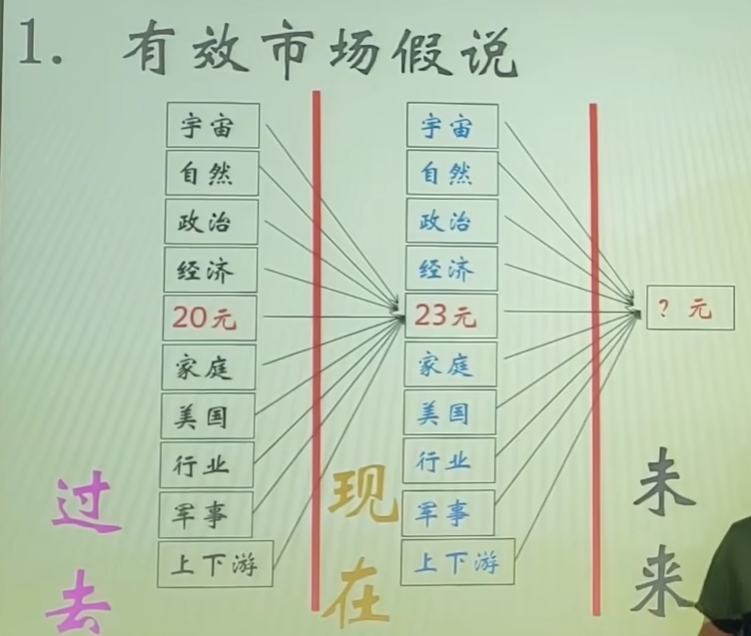 1. 有效市场假说
宇宙 宇宙
自然 自然
政治 政治
经济 经济
20元 23元 ? 元
家庭 家庭
美国 美国
行业 行业
军事 军事
上下游 上下游
过去
现在
未来